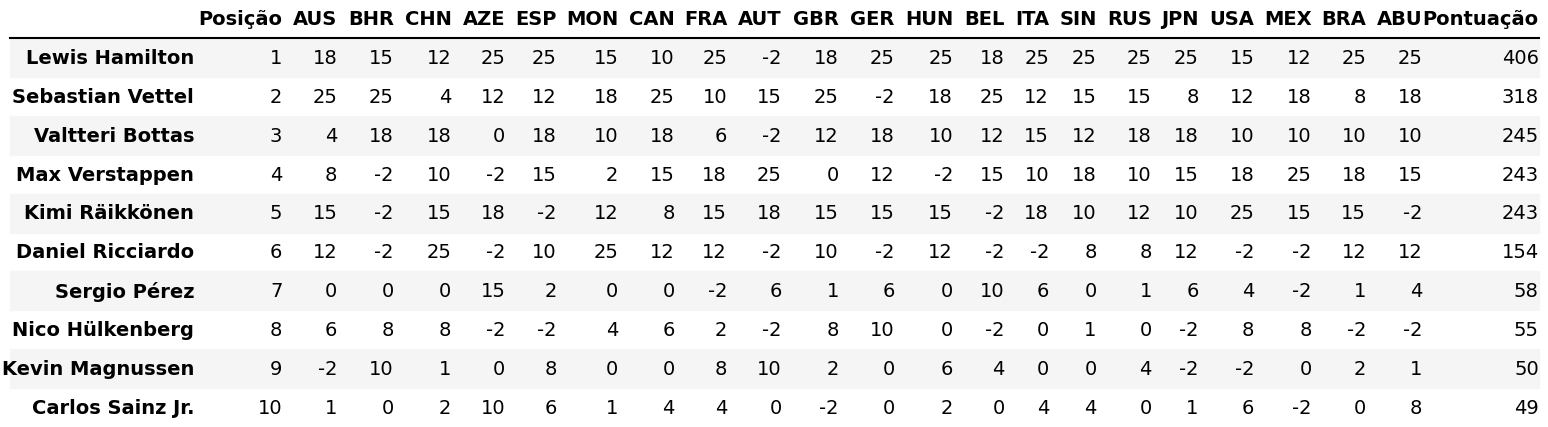 Posição AUS BHR CHN AZE ESP MON CAN FRA AUT GBR GER HUN BEL ITA SIN RUS JPN USA MEX BRA ABU Pontuação
Lewis Hamilton 1 18 15 12 25 25 15 10 25 -2 18 25 25 18 25 25 25 25 15 12 25 25 406
Sebastian Vettel 2 25 25 4 12 12 18 25 10 15 25 -2 18 25 12 15 15 8 12 18 8 18 318
Valtteri Bottas 3 4 18 18 0 18 10 18 6 -2 12 18 10 12 15 12 18 18 10 10 10 10 245
Max Verstappen 4 8 -2 10 -2 15 2 15 18 25 0 12 -2 15 10 18 10 15 18 25 18 15 243
Kimi Räikkönen 5 15 -2 15 18 -2 12 8 15 18 15 15 15 -2 18 10 12 10 25 15 15 -2 243
Daniel Ricciardo 6 12 -2 25 -2 10 25 12 12 -2 10 -2 12 -2 -2 8 8 12 -2 -2 12 12 154
Sergio Pérez 7 0 0 0 15 2 0 0 -2 6 1 6 0 10 6 0 1 6 4 -2 1 4 58
Nico Hülkenberg 8 6 8 8 -2 -2 4 6 2 -2 8 10 0 -2 0 1 0 -2 8 8 -2 -2 55
Kevin Magnussen 9 -2 10 1 0 8 0 0 8 10 2 0 6 4 0 0 4 -2 -2 0 2 1 50
Carlos Sainz Jr. 10 1 0 2 10 6 1 4 4 0 -2 0 2 0 4 4 0 1 6 -2 0 8 49